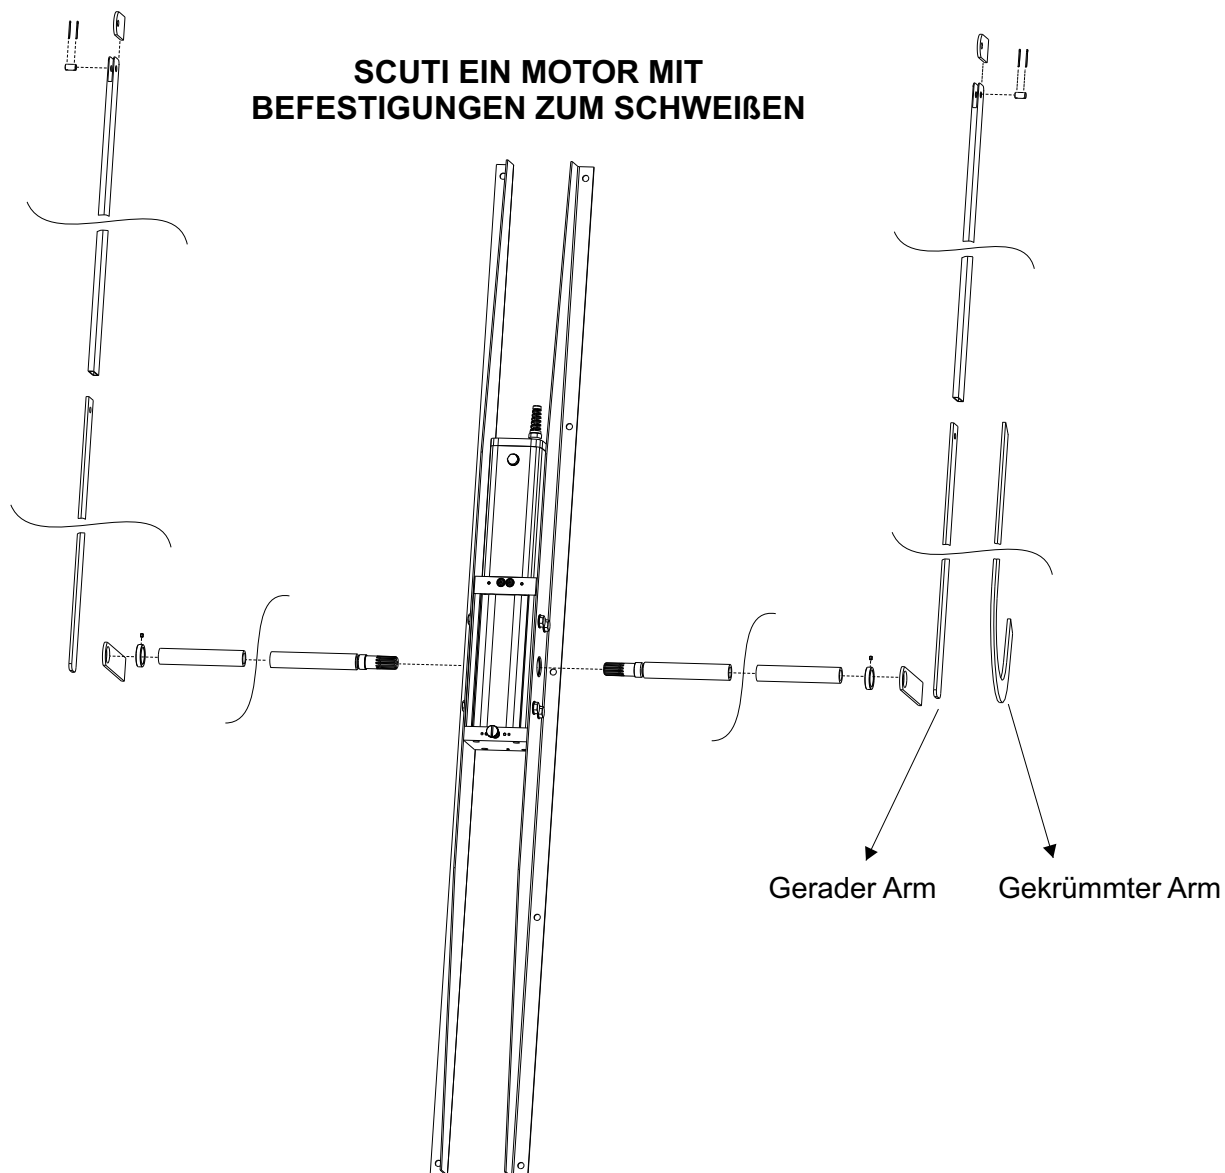 SCUTI EIN MOTOR MIT
BEFESTIGUNGEN ZUM SCHWEIßEN
Gerader Arm
Gekrümmter Arm